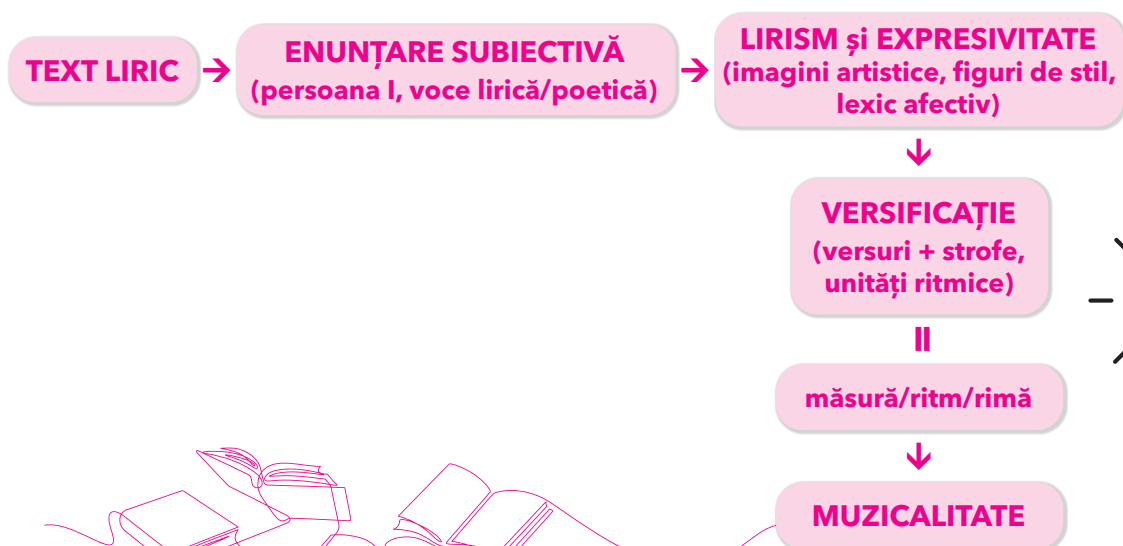 TEXT LIRIC
ENUNȚARE SUBIECTIVĂ
(persoana I, voce lirică/poetică)
LIRISM și EXPRESIVITATE
(imagini artistice, figuri de stil,
lexic afectiv)
VERSIFICAȚIE
(versuri + strofe,
unități ritmice)
măsură/ritm/rimă
MUZICALITATE